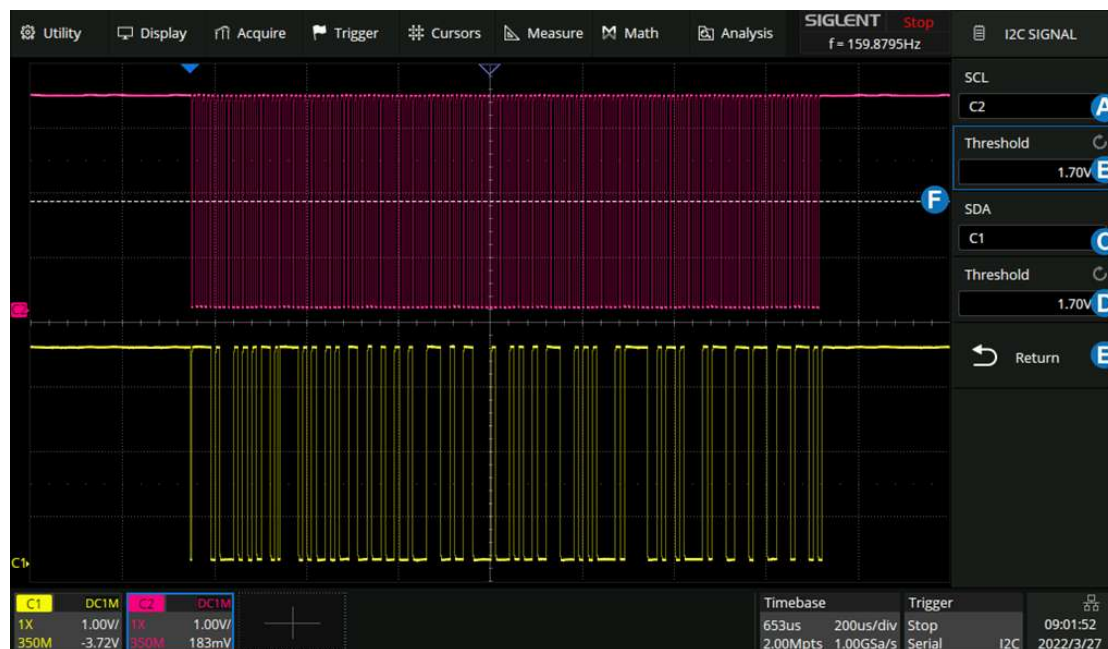 Utility Display Acquire Trigger Cursors Measure Math Analysis SIGLENT Stop
f = 159.8795Hz
I2C SIGNAL
SCL
C2 A
Threshold
1.70V B
F
SDA
C1 C
Threshold
1.70V D
Return E
C2
C1
C1 DC1M
1X 1.00V/
350M -3.72V
C2 DC1M
1X 1.00V/
350M 183mV
Timebase
653us 200us/div
2.00Mpts 1.00GSa/s
Trigger
Stop
Serial I2C
09:01:52
2022/3/27